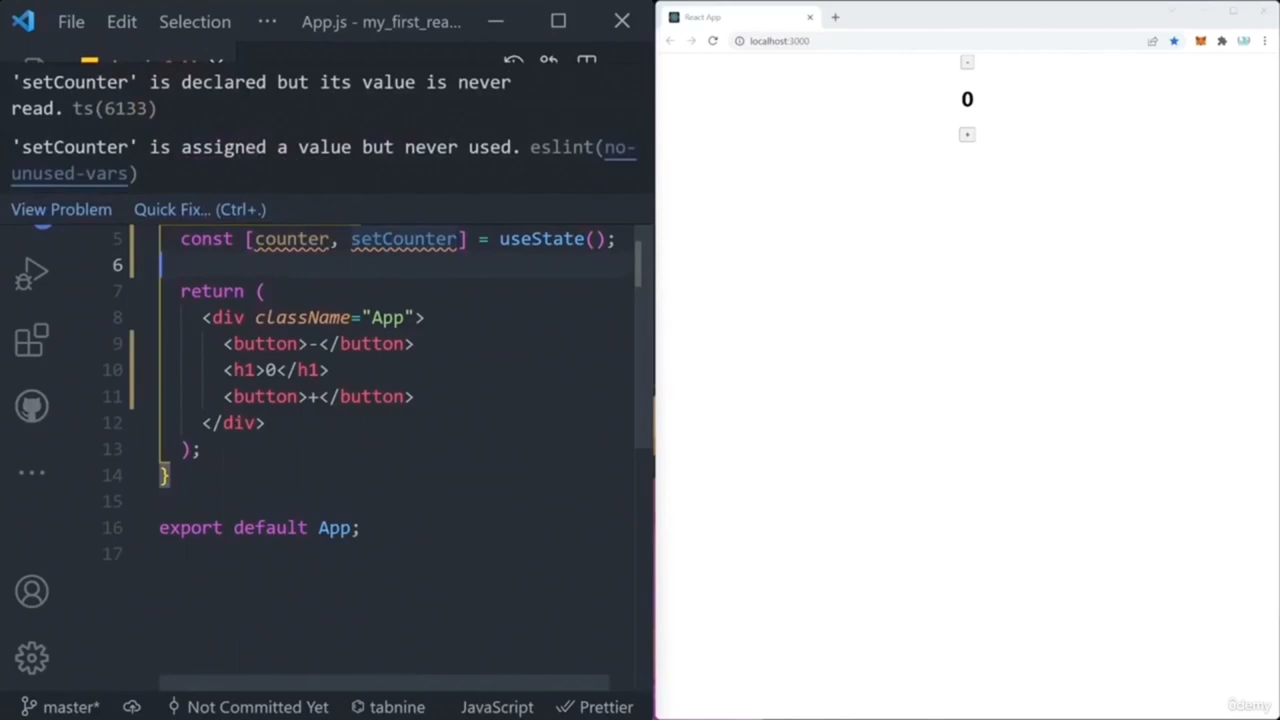 File Edit Selection ··· App.js - my_first_rea...
'setCounter' is declared but its value is never
read. ts(6133)
'setCounter' is assigned a value but never used. eslint(no-
unused-vars)
View Problem Quick Fix... (Ctrl+.)
5 const [counter, setCounter] = useState();
6
7 return (
8 <div className="App">
9 <button>-</button>
10 <h1>0</h1>
11 <button>+</button>
12 </div>
13 );
14 }
15
16 export default App;
17
master* Not Committed Yet tabnine JavaScript Prettier
React App
localhost:3000
-
0
+
ûdemy